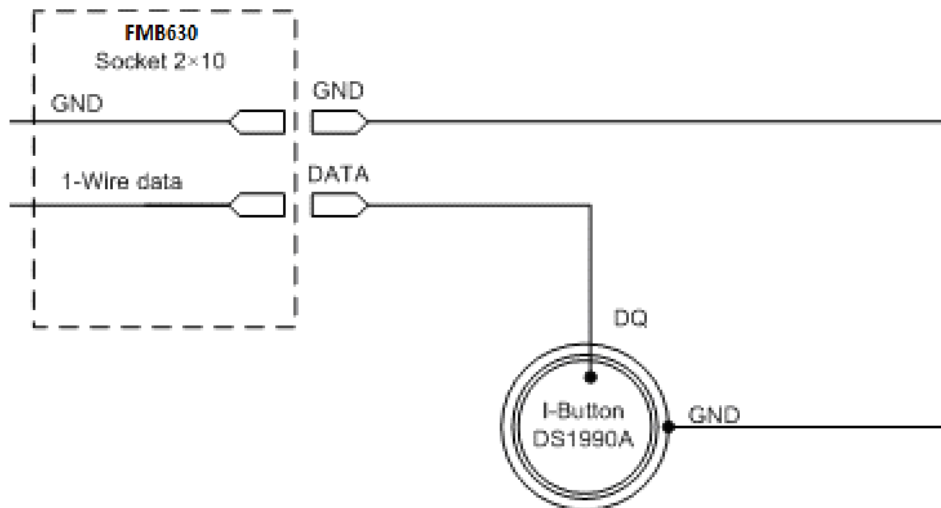 FMB630
Socket 2×10
GND
GND
1-Wire data
DATA
DQ
I-Button
DS1990A
GND